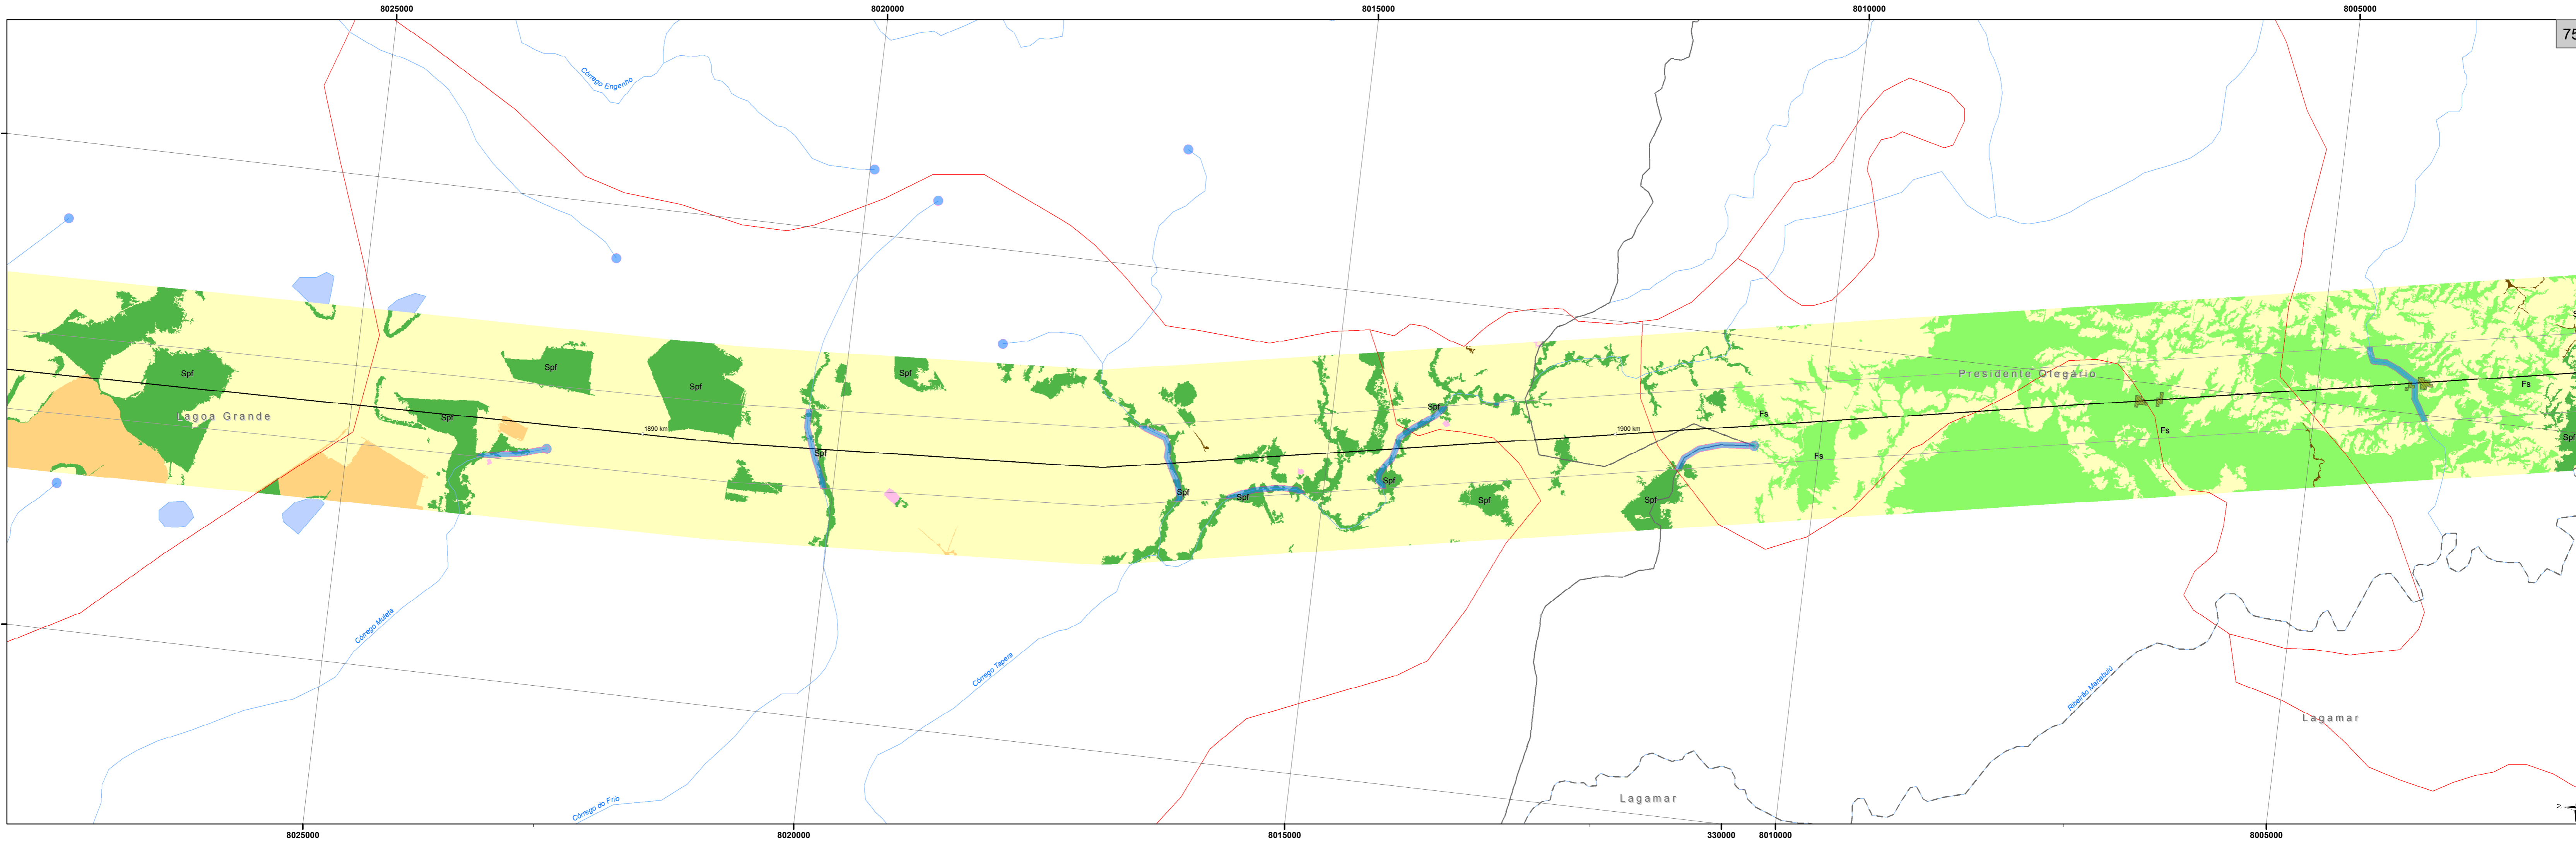 8025000
8020000
8015000
8010000
8005000
75
Córrego Engenho
Spf
Spf
Spf
Spf
Presidente Olegário
Fs
Spf
Fs
Lagoa Grande
Spf
1890 km
1900 km
Fs
Spf
Spf
Fs
Spf
Spf
Spf
Spf
Spf
Córrego Muleta
Córrego Tapera
Ribeirão Manabuiú
Lagamar
Lagamar
Córrego do Frio
N
8025000
8020000
8015000
330000
8010000
8005000